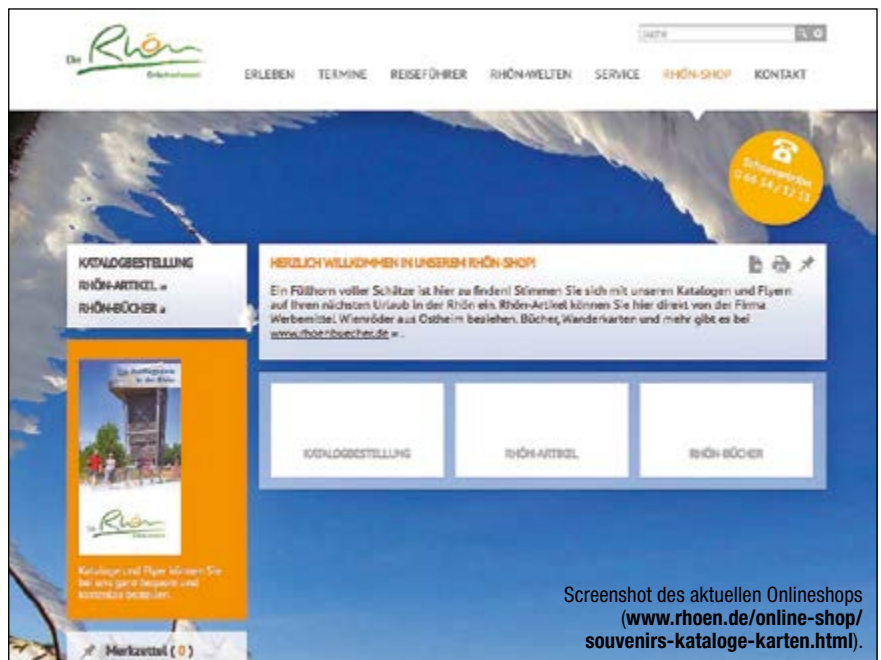 Die Rhön
suche
ERLEBEN TERMINE REISEFÜHRER RHÖN-WELTEN SERVICE RHÖN-SHOP KONTAKT
KATALOGBESTELLUNG
RHÖN-ARTIKEL »
RHÖN-BÜCHER »
HERZLICH WILLKOMMEN IN UNSEREM RHÖN-SHOP!
Ein Füllhorn voller Schätze ist hier zu finden! Stimmen Sie sich mit unseren Katalogen und Flyern
auf Ihren nächsten Urlaub in der Rhön ein. Rhön-Artikel können Sie hier direkt von der Firma
Werbemittel Wienröder aus Ostheim beziehen. Bücher, Wanderkarten und mehr gibt es bei
www.rhoenbuecher.de » .
KATALOGBESTELLUNG
RHÖN-ARTIKEL
RHÖN-BÜCHER
in der Rhön
Die Rhön
Kataloge und Flyer können Sie
bei uns ganz bequem und
kostenlos bestellen.
Merkzettel ( 0 )
Screenshot des aktuellen Onlineshops
(www.rhoen.de/online-shop/
souvenirs-kataloge-karten.html).